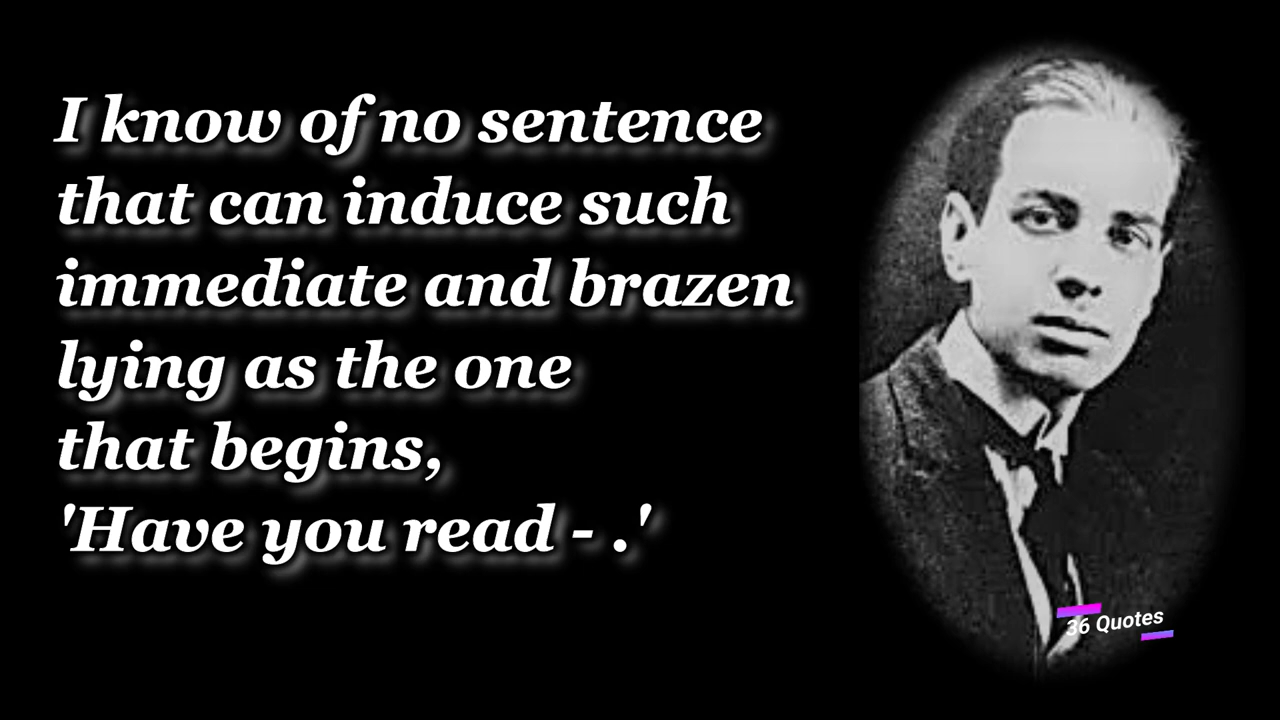 I know of no sentence
that can induce such
immediate and brazen
lying as the one
that begins,
'Have you read - .'
36 Quotes